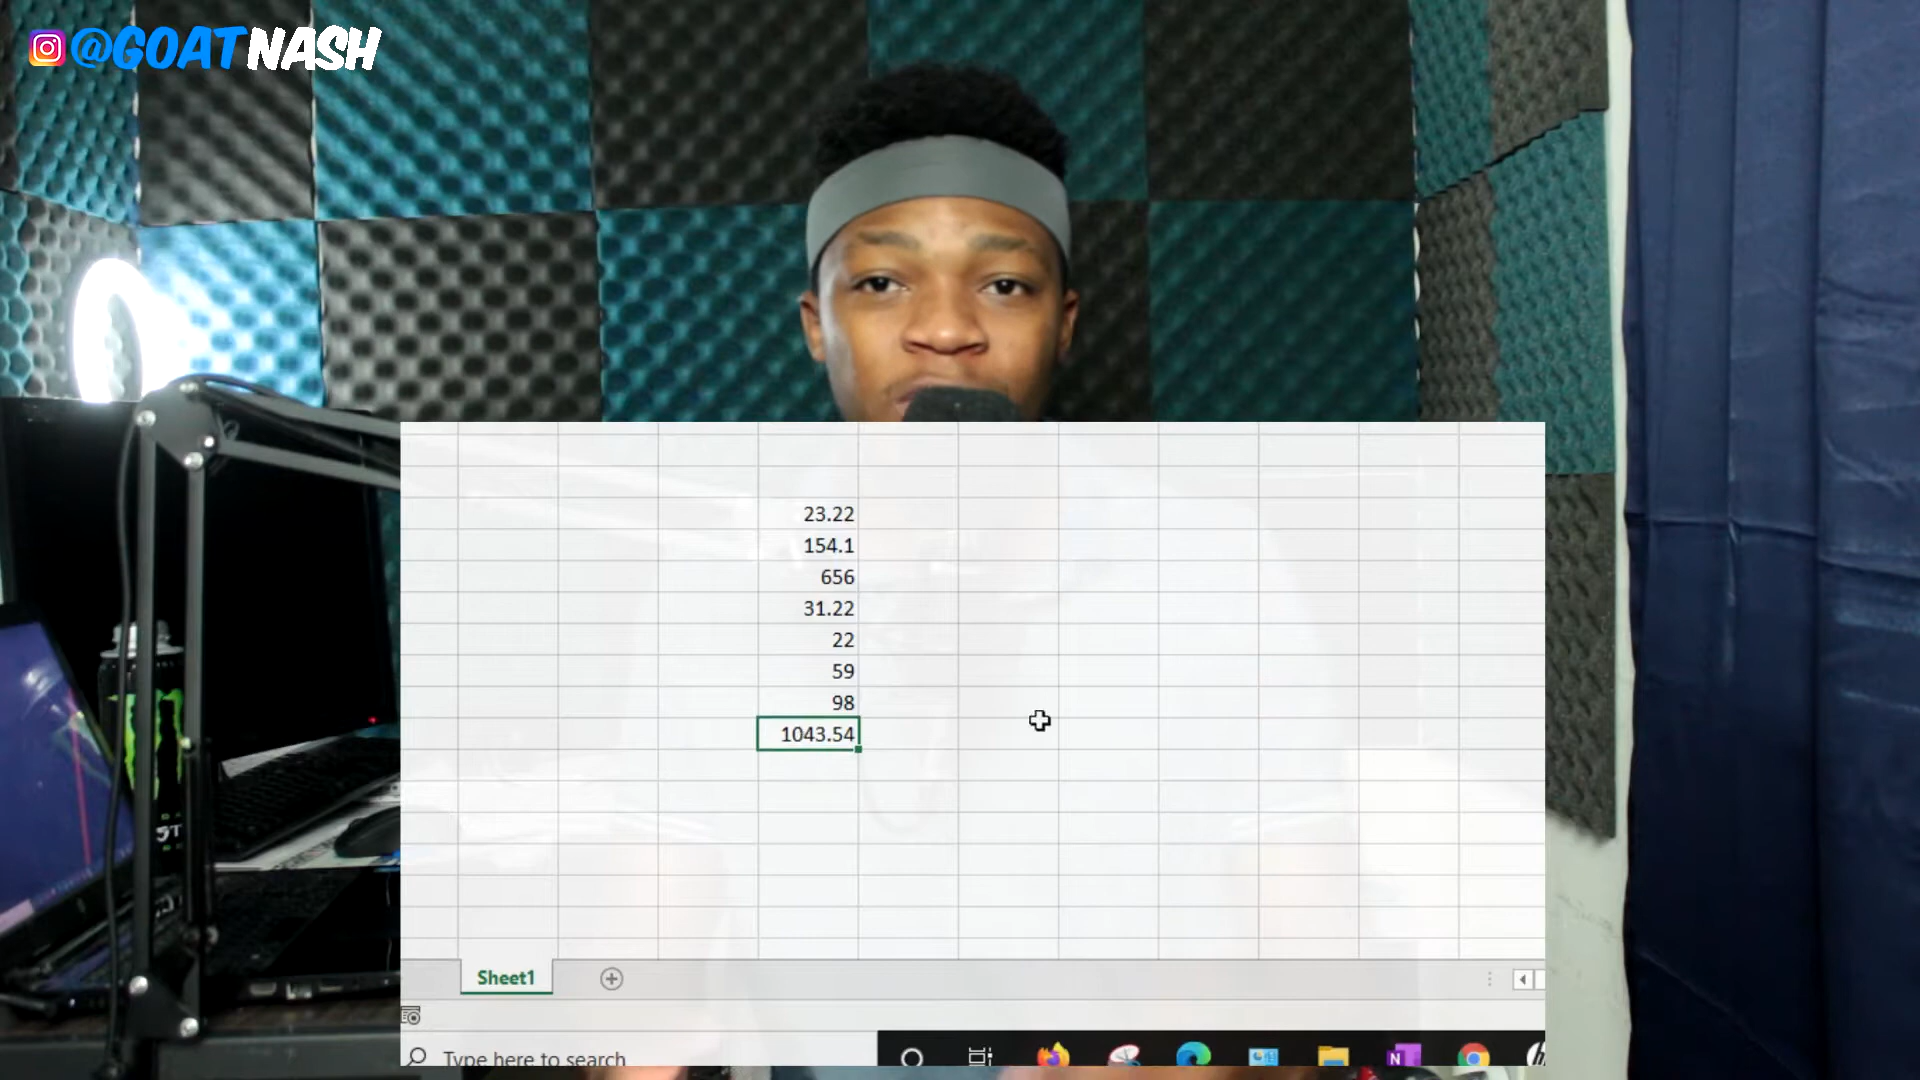 @GOATNASH
23.22
154.1
656
31.22
22
59
98
1043.54
Sheet1
Type here to search
N